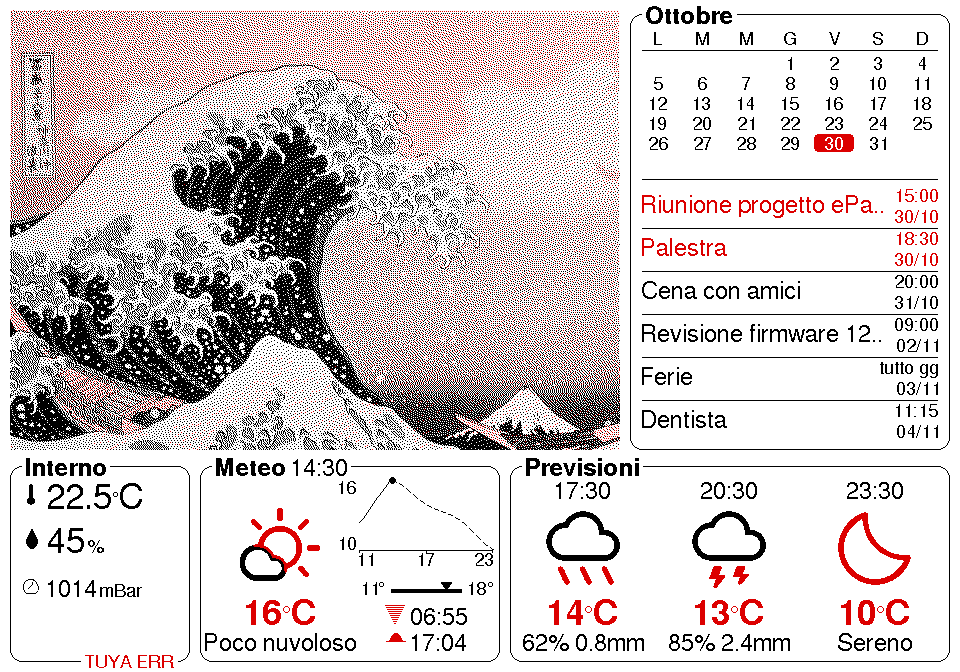 Ottobre
L M M G V S D
1 2 3 4
5 6 7 8 9 10 11
12 13 14 15 16 17 18
19 20 21 22 23 24 25
26 27 28 29 30 31
Riunione progetto ePa.. 15:00 30/10
Palestra 18:30 30/10
Cena con amici 20:00 31/10
Revisione firmware 12.. 09:00 02/11
Ferie tutto gg 03/11
Dentista 11:15 04/11
Interno
22.5°C
45%
1014 mBar
TUYA ERR
Meteo 14:30
16
10
11 17 23
11° 18°
16°C
06:55
Poco nuvoloso
17:04
Previsioni
17:30 20:30 23:30
14°C 13°C 10°C
62% 0.8mm 85% 2.4mm Sereno